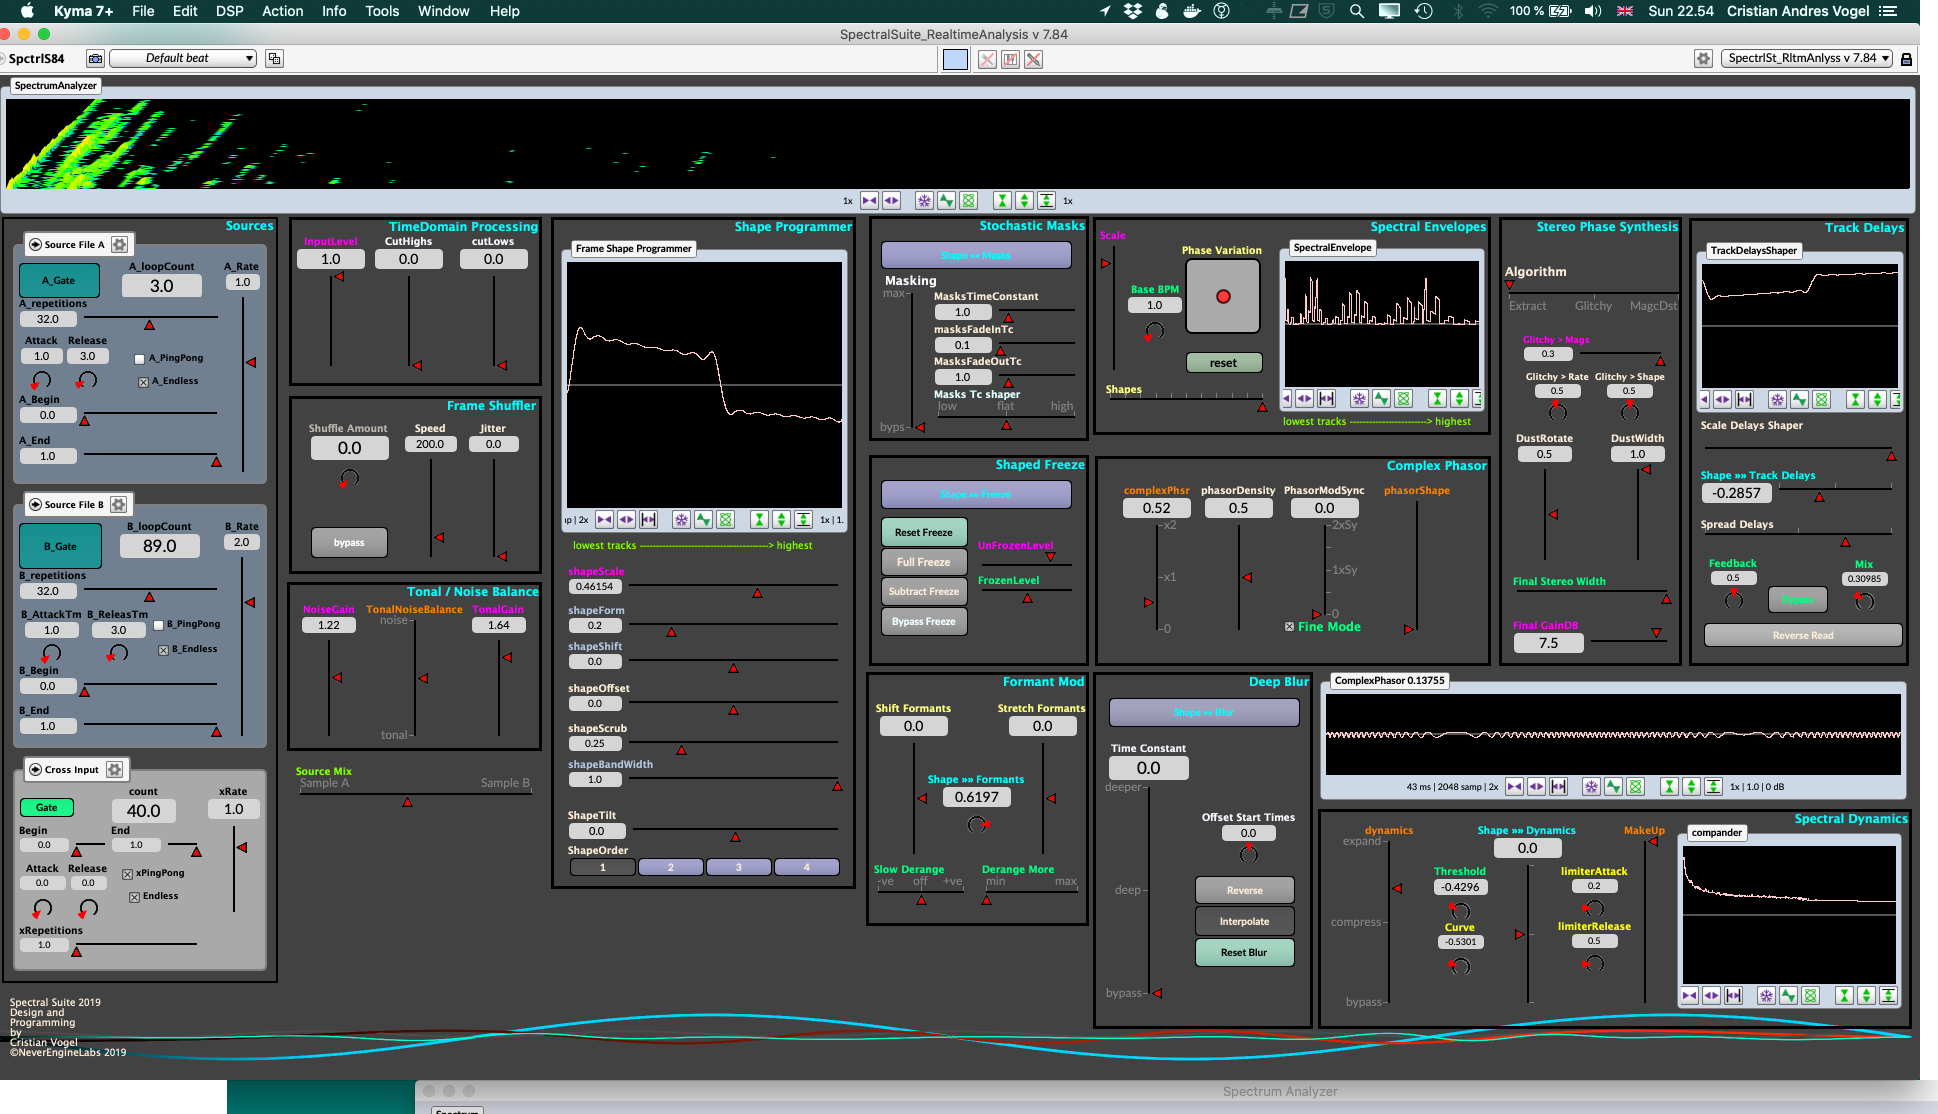 Kyma 7+ File Edit DSP Action Info Tools Window Help 100 % Sun 22.54 Cristian Andres Vogel
SpectralSuite_RealtimeAnalysis v 7.84
SpctrlS84 Default beat SpectrlSt_RltmAnlyss v 7.84
SpectrumAnalyzer
1x 1x
Sources
Source File A
A_Gate
A_loopCount
3.0
A_Rate
1.0
A_repetitions
32.0
Attack Release
1.0 3.0
A_PingPong
A_Endless
A_Begin
0.0
A_End
1.0
Source File B
B_Gate
B_loopCount
89.0
B_Rate
2.0
B_repetitions
32.0
B_AttackTm B_ReleasTm
1.0 3.0
B_PingPong
B_Endless
B_Begin
0.0
B_End
1.0
Cross Input
Gate
count
40.0
xRate
1.0
Begin End
0.0 1.0
Attack Release
0.0 0.0
xPingPong
Endless
xRepetitions
1.0
Spectral Suite 2019
Design and
Programming
by
Cristian Vogel
©NeverEngineLabs 2019
TimeDomain Processing
InputLevel CutHighs cutLows
1.0 0.0 0.0
Frame Shuffler
Shuffle Amount Speed Jitter
0.0 200.0 0.0
bypass
Tonal / Noise Balance
NoiseGain TonalNoiseBalance TonalGain
1.22 noise 1.64
tonal
Source Mix
Sample A Sample B
Shape Programmer
Frame Shape Programmer
| 2x 1x | 1.
lowest tracks ----------------------------------------> highest
shapeScale
0.46154
shapeForm
0.2
shapeShift
0.0
shapeOffset
0.0
shapeScrub
0.25
shapeBandWidth
1.0
ShapeTilt
0.0
ShapeOrder
1 2 3 4
Stochastic Masks
Shape »» Masks
Masking
max
MasksTimeConstant
1.0
masksFadeInTc
0.1
MasksFadeOutTc
1.0
Masks Tc shaper
low flat high
byps
Shaped Freeze
Shape »» Freeze
Reset Freeze
Full Freeze
Subtract Freeze
Bypass Freeze
UnFrozenLevel
FrozenLevel
Formant Mod
Shift Formants Stretch Formants
0.0 0.0
Shape »» Formants
0.6197
Slow Derange Derange More
-ve off +ve min max
Spectral Envelopes
Scale
Phase Variation
Base BPM
1.0
reset
Shapes
SpectralEnvelope
lowest tracks ------------------------> highest
Complex Phasor
complexPhsr phasorDensity PhasorModSync phasorShape
0.52 0.5 0.0
x2 2xSy
x1 1xSy
0 0
Fine Mode
Deep Blur
Shape »» Blur
Time Constant
0.0
deeper
deep
bypass
Offset Start Times
0.0
Reverse
Interpolate
Reset Blur
Stereo Phase Synthesis
Algorithm
Extract Glitchy MagcDst
Glitchy > Mags
0.3
Glitchy > Rate Glitchy > Shape
0.5 0.5
DustRotate DustWidth
0.5 1.0
Final Stereo Width
Final GainDB
7.5
Track Delays
TrackDelaysShaper
Scale Delays Shaper
Shape »» Track Delays
-0.2857
Spread Delays
Feedback Mix
0.5 Bypass 0.30985
Reverse Read
ComplexPhasor 0.13755
43 ms | 2048 samp | 2x 1x | 1.0 | 0 dB
Spectral Dynamics
dynamics Shape »» Dynamics MakeUp
expand 0.0
compress
bypass
Threshold
-0.4296
Curve
-0.5301
limiterAttack
0.2
limiterRelease
0.5
compander
Spectrum Analyzer
Spectrum